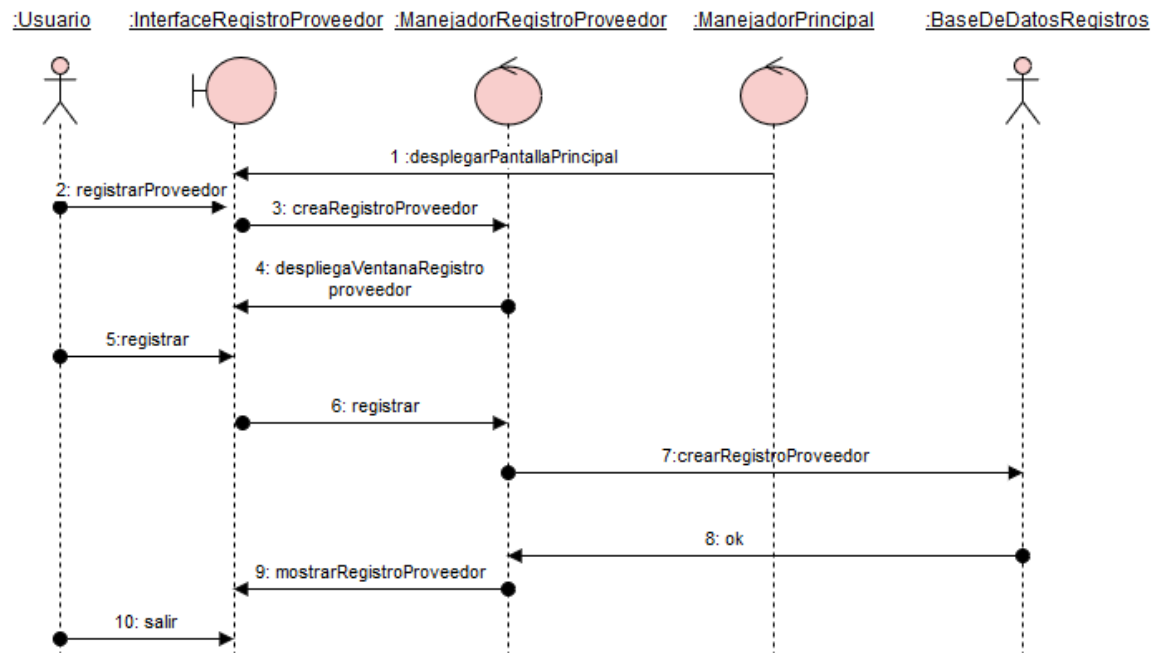 :Usuario :InterfaceRegistroProveedor :ManejadorRegistroProveedor :ManejadorPrincipal :BaseDeDatosRegistros
1 :desplegarPantallaPrincipal
2: registrarProveedor
3: creaRegistroProveedor
4: despliegaVentanaRegistro
proveedor
5:registrar
6: registrar
7:crearRegistroProveedor
8: ok
9: mostrarRegistroProveedor
10: salir